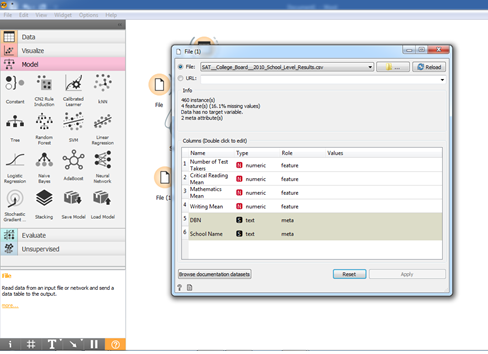 File Edit View Widget Options Help
Data
Visualize
Model
Constant
CN2 Rule
Induction
Calibrated
Learner
kNN
Tree
Random
Forest
SVM
Linear
Regression
Logistic
Regression
Naive
Bayes
AdaBoost
Neural
Network
Stochastic
Gradient ...
Stacking
Save Model
Load Model
Evaluate
Unsupervised
File
Read data from an input file or network and send a
data table to the output.
more...
File
File (1)
File (1)
File:
SAT__College_Board__2010_School_Level_Results.csv
...
Reload
URL:
Info
460 instance(s)
4 feature(s) (16.1% missing values)
Data has no target variable.
2 meta attribute(s)
Columns (Double click to edit)
Name Type Role Values
1 Number of Test
Takers N numeric feature
2 Critical Reading
Mean N numeric feature
3 Mathematics
Mean N numeric feature
4 Writing Mean N numeric feature
5 DBN S text meta
6 School Name S text meta
Browse documentation datasets
Reset
Apply